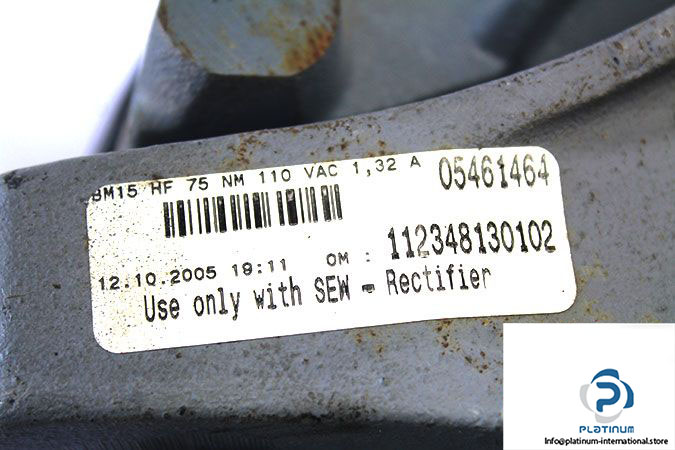 BM15 HF 75 NM 110 VAC 1,32 A
05461464
12.10.2005 19:11 OM : 112348130102
Use only with SEW - Rectifier
PLATINUM
Info@platinum-international.store